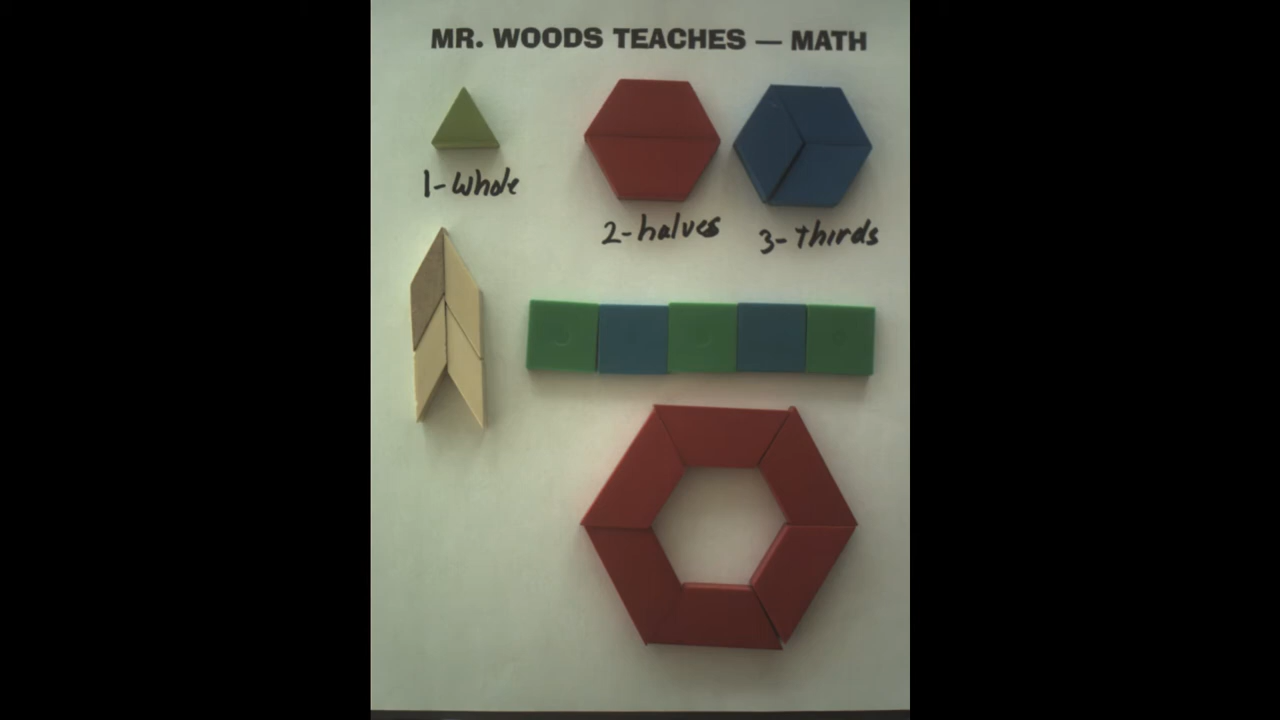 MR. WOODS TEACHES — MATH
1-whole
2-halves
3-thirds